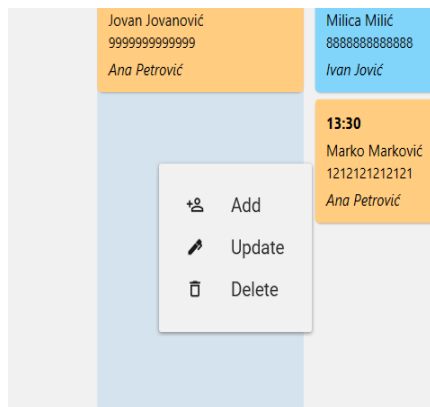 Jovan Jovanović
9999999999999
Ana Petrović
Milica Milić
8888888888888
Ivan Jović
13:30
Marko Marković
1212121212121
Ana Petrović
Add
Update
Delete